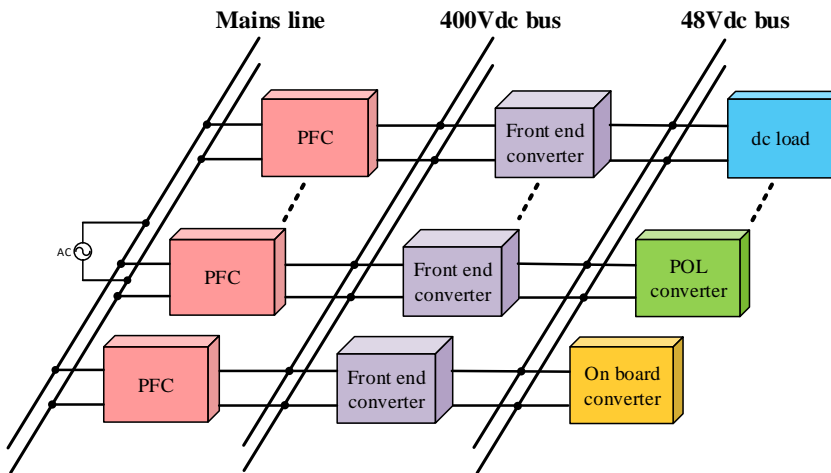 Mains line
400Vdc bus
48Vdc bus
PFC
Front end
converter
dc load
AC
PFC
Front end
converter
POL
converter
PFC
Front end
converter
On board
converter